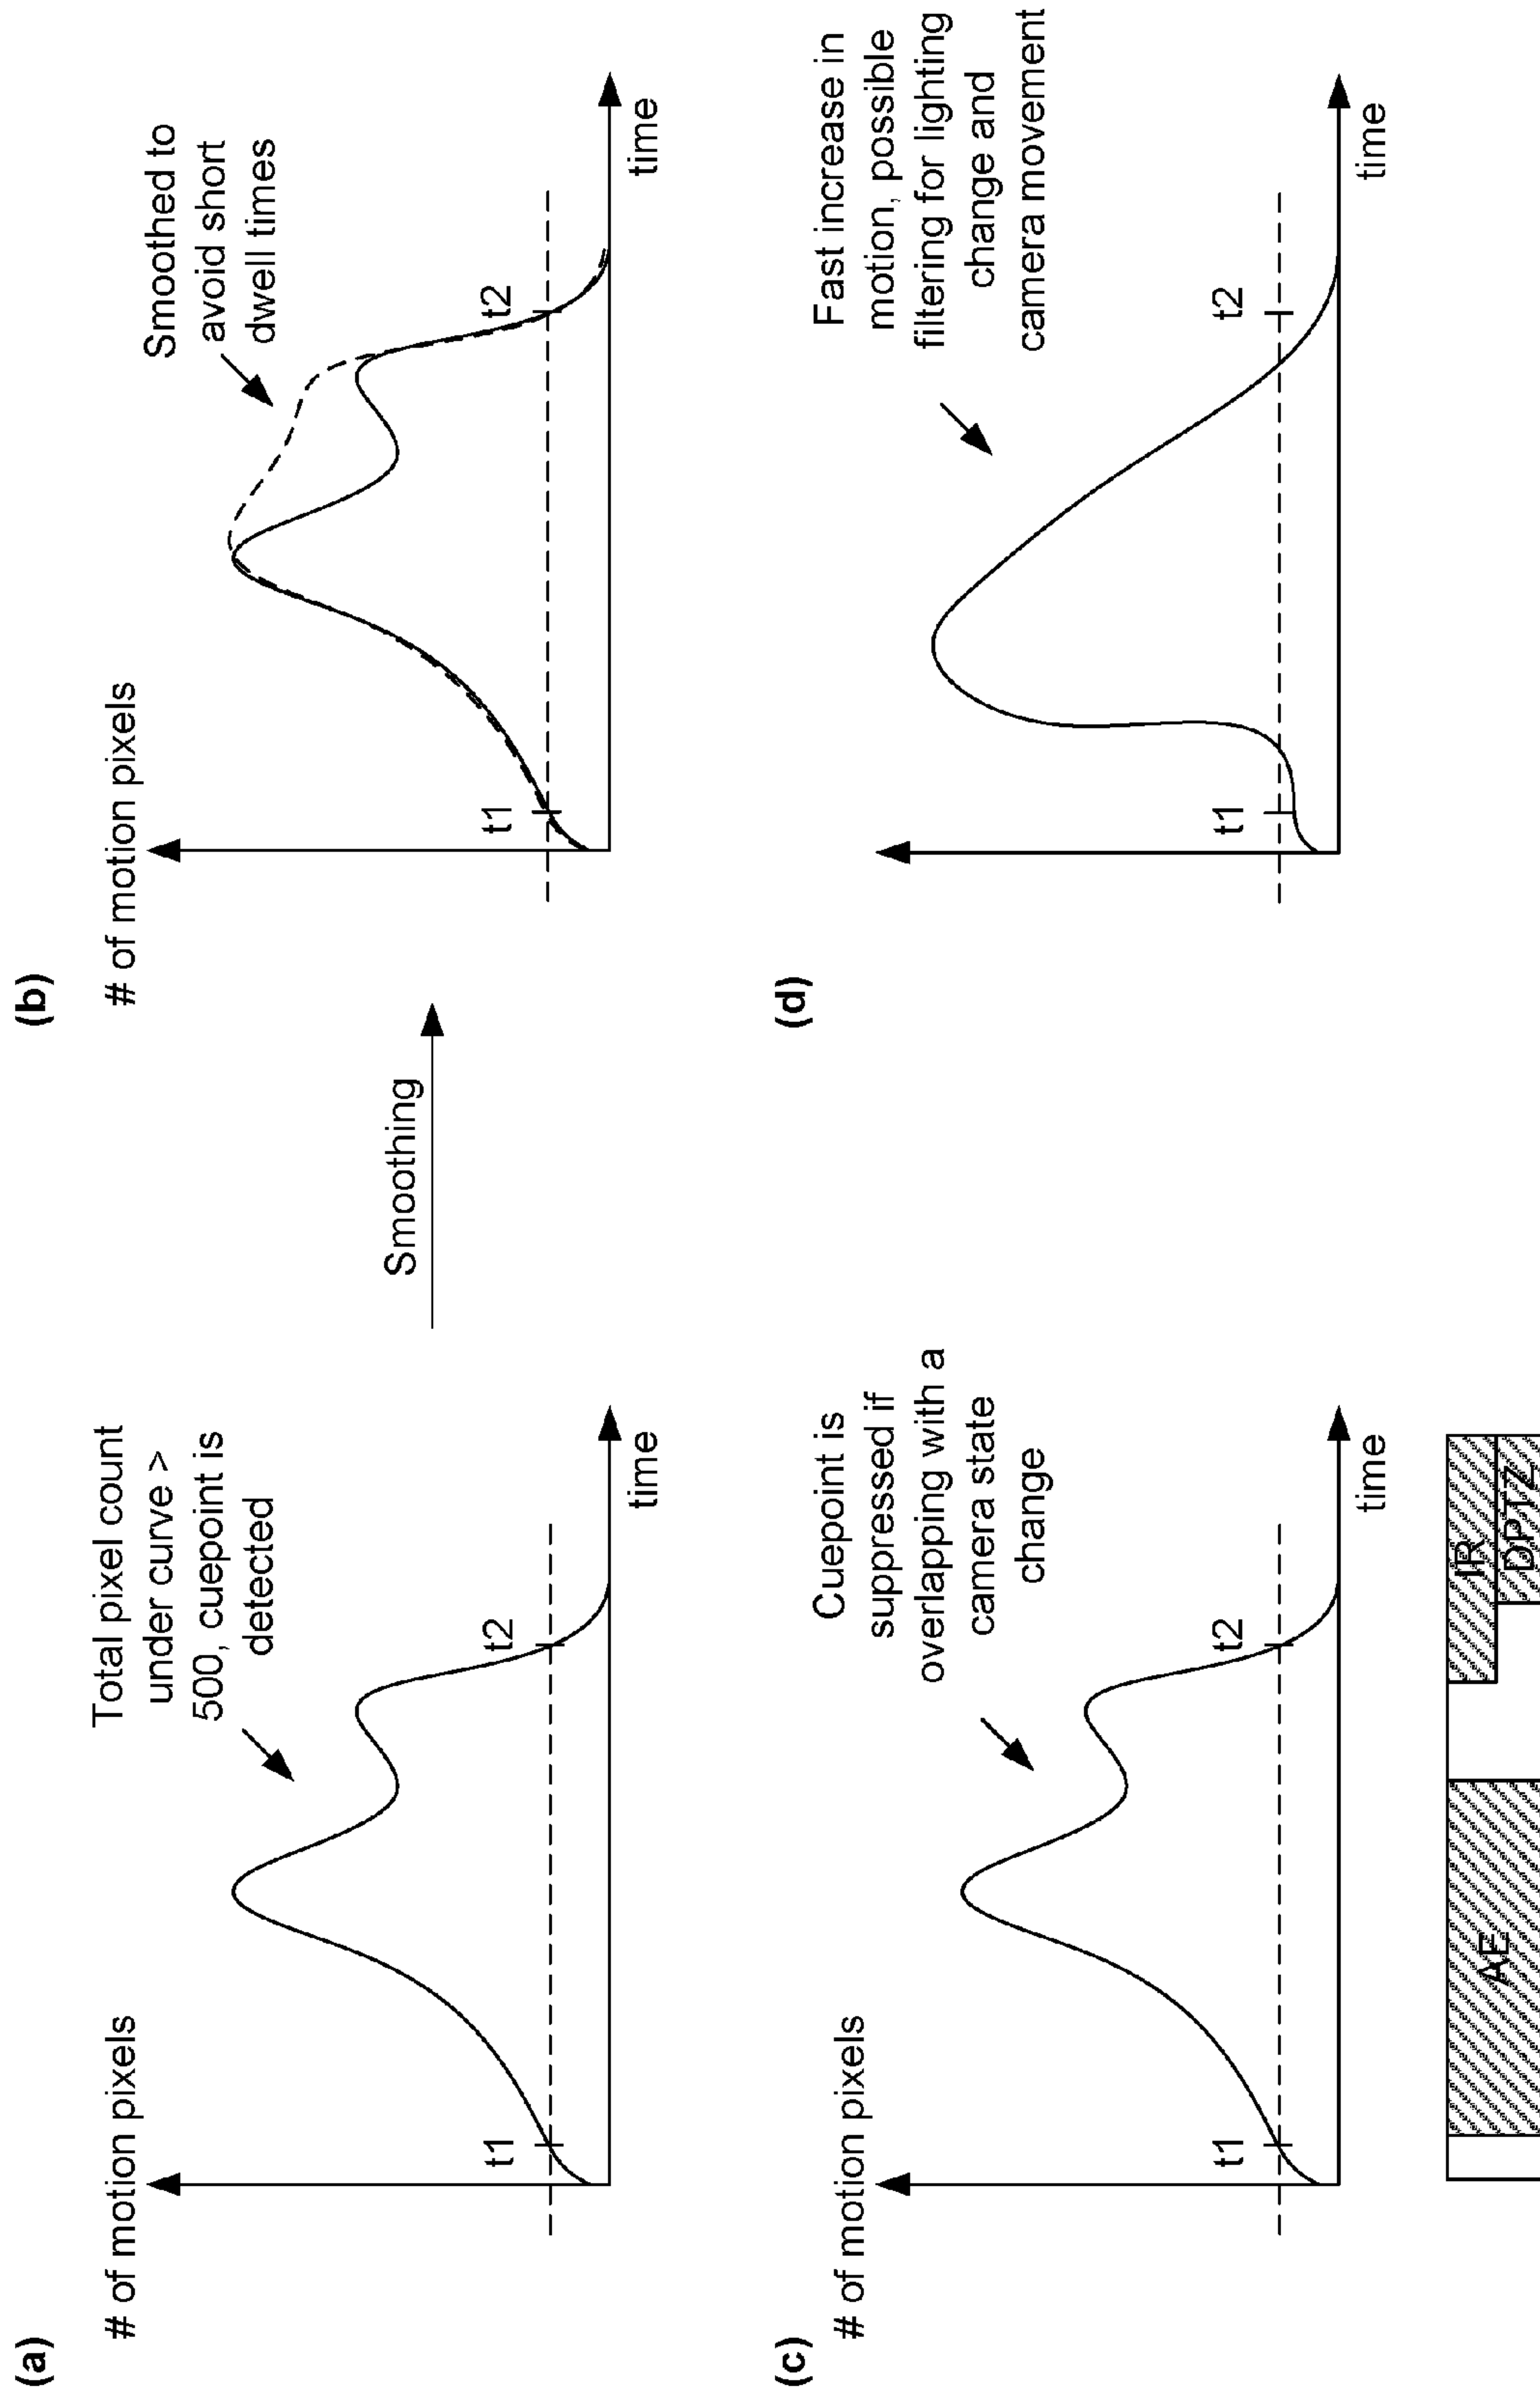 (a)
# of motion pixels
Total pixel count
under curve >
500, cuepoint is
detected
t1
t2
time
Smoothing
(b)
# of motion pixels
Smoothed to
avoid short
dwell times
t1
t2
time
(c)
# of motion pixels
Cuepoint is
suppressed if
overlapping with a
camera state
change
t1
t2
time
AE
IR
DPTZ
(d)
Fast increase in
motion, possible
filtering for lighting
change and
camera movement
t1
t2
time